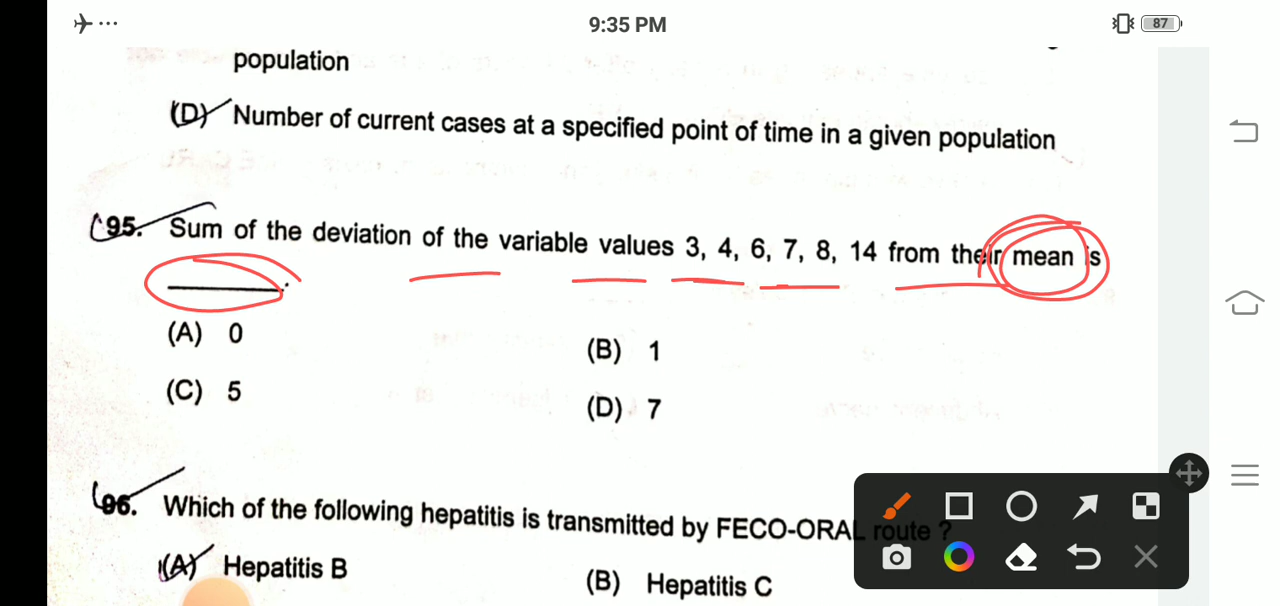 9:35 PM
87
population
(D) Number of current cases at a specified point of time in a given population
95. Sum of the deviation of the variable values 3, 4, 6, 7, 8, 14 from their mean is
________.
(A) 0
(B) 1
(C) 5
(D) 7
96. Which of the following hepatitis is transmitted by FECO-ORAL route ?
(A) Hepatitis B
(B) Hepatitis C